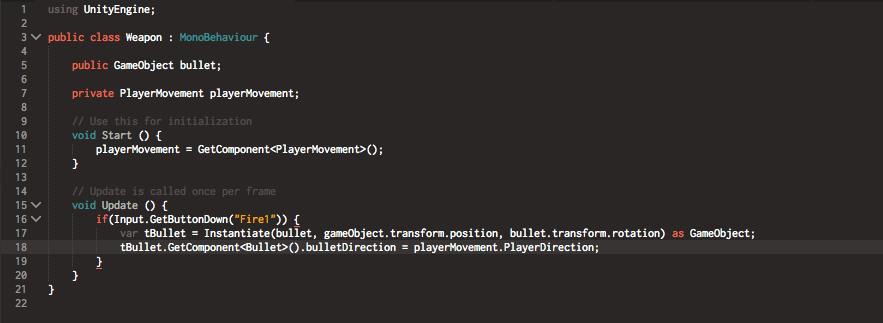 1 using UnityEngine;
2
3 public class Weapon : MonoBehaviour {
4
5 public GameObject bullet;
6
7 private PlayerMovement playerMovement;
8
9 // Use this for initialization
10 void Start () {
11 playerMovement = GetComponent<PlayerMovement>();
12 }
13
14 // Update is called once per frame
15 void Update () {
16 if(Input.GetButtonDown("Fire1")) {
17 var tBullet = Instantiate(bullet, gameObject.transform.position, bullet.transform.rotation) as GameObject;
18 tBullet.GetComponent<Bullet>().bulletDirection = playerMovement.PlayerDirection;
19 }
20 }
21 }
22